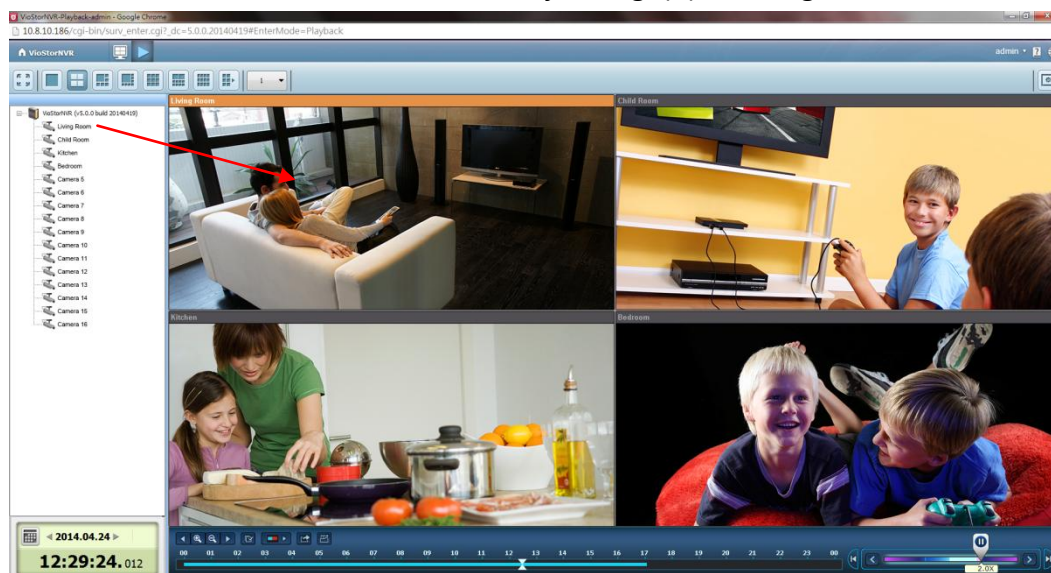 VioStorNVR-Playback-admin - Google Chrome
10.8.10.186/cgi-bin/surv_enter.cgi?_dc=5.0.0.20140419#EnterMode=Playback
VioStorNVR
admin
1
VioStorNVR (v5.0.0 build 20140419)
Living Room
Child Room
Kitchen
Bedroom
Camera 5
Camera 6
Camera 7
Camera 8
Camera 9
Camera 10
Camera 11
Camera 12
Camera 13
Camera 14
Camera 15
Camera 16
Living Room
Child Room
Kitchen
Bedroom
2014.04.24
12:29:24.012
00 01 02 03 04 05 06 07 08 09 10 11 12 13 14 15 16 17 18 19 20 21 22 23 00
2.0X